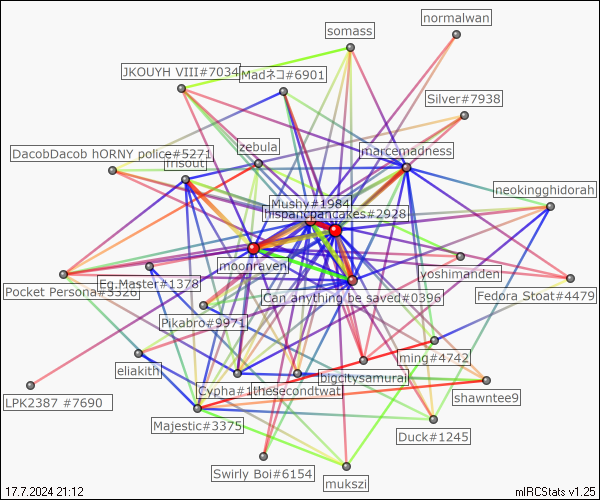 normalwan
somass
JKOUYH VIII#7034
Madネコ#6901
Silver#7938
zebula
marcemadness
DacobDacob hORNY police#5271
frisout
neokingghidorah
Mushy#1984
hispanopancakes#2928
moonraven
yoshimanden
Pocket Persona#3326
Eg.Master#1378
Can anything be saved#0396
Fedora Stoat#4479
Pikabro#9971
ming#4742
eliakith
bigcitysamurai
LPK2387 #7690
Cypha#1
thesecondtwat
shawntee9
Majestic#3375
Duck#1245
Swirly Boi#6154
mukszi
17.7.2024 21:12
mIRCStats v1.25